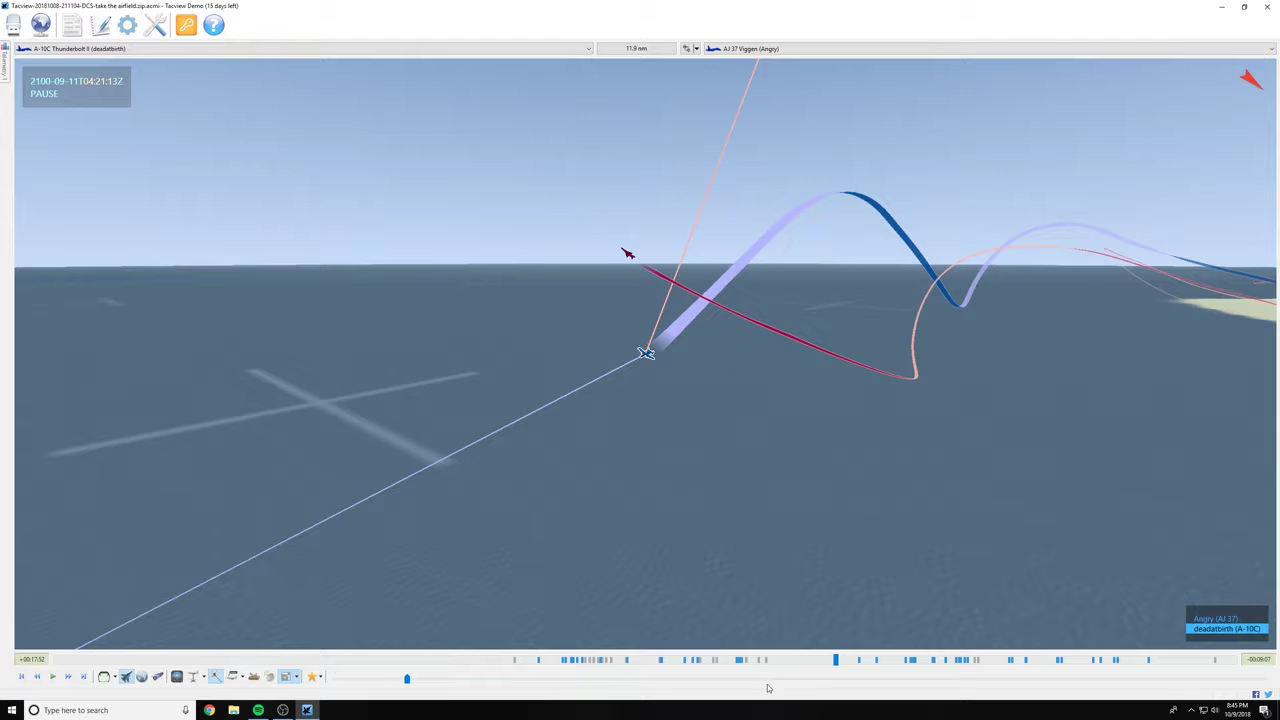 Tacview-20181008-211104-DCS-take the airfield.zip.acmi - Tacview Demo (15 days left)
A-10C Thunderbolt II (deadatbirth)
11.9 nm
AJ 37 Viggen (Angry)
Telemetry 1
2100-09-11T04:21:13Z
PAUSE
Angry (AJ 37)
deadatbirth (A-10C)
+00:17:52
-00:09:07
Type here to search
8:45 PM
10/9/2018